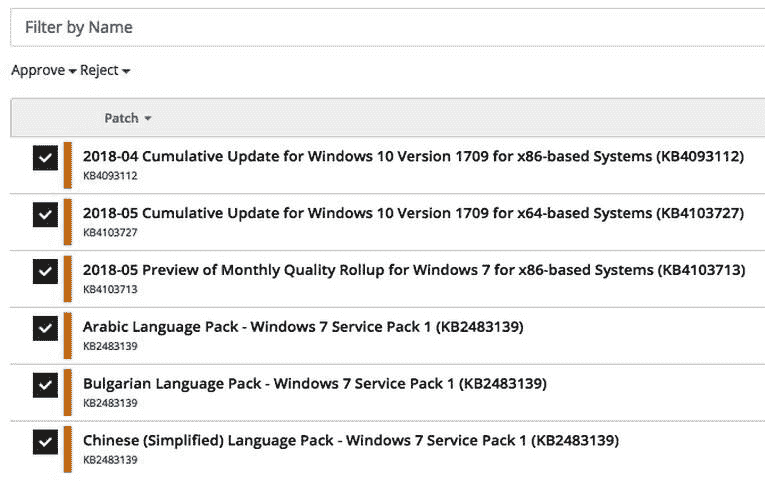 Filter by Name
Approve Reject
Patch
2018-04 Cumulative Update for Windows 10 Version 1709 for x86-based Systems (KB4093112)
KB4093112
2018-05 Cumulative Update for Windows 10 Version 1709 for x64-based Systems (KB4103727)
KB4103727
2018-05 Preview of Monthly Quality Rollup for Windows 7 for x86-based Systems (KB4103713)
KB4103713
Arabic Language Pack - Windows 7 Service Pack 1 (KB2483139)
KB2483139
Bulgarian Language Pack - Windows 7 Service Pack 1 (KB2483139)
KB2483139
Chinese (Simplified) Language Pack - Windows 7 Service Pack 1 (KB2483139)
KB2483139